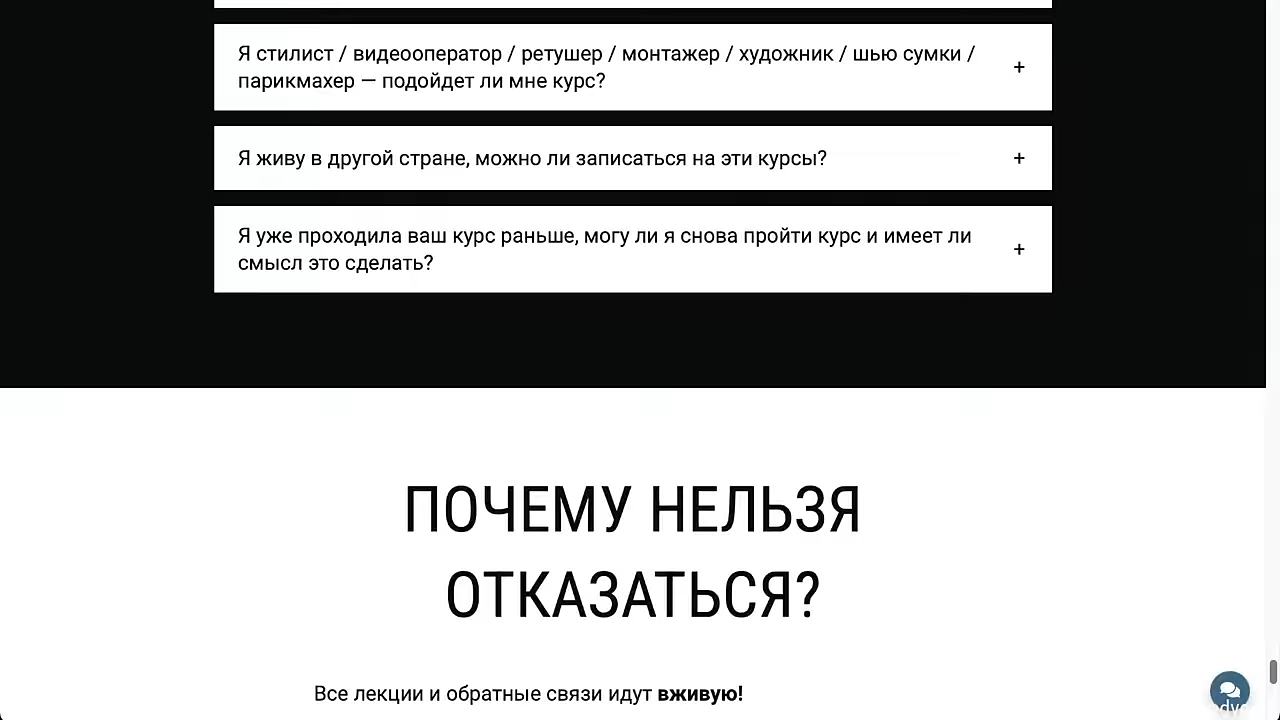 Я стилист / видеооператор / ретушер / монтажер / художник / шью сумки /
парикмахер — подойдет ли мне курс?
+
Я живу в другой стране, можно ли записаться на эти курсы?
+
Я уже проходила ваш курс раньше, могу ли я снова пройти курс и имеет ли
смысл это сделать?
+
ПОЧЕМУ НЕЛЬЗЯ
ОТКАЗАТЬСЯ?
Все лекции и обратные связи идут вживую!